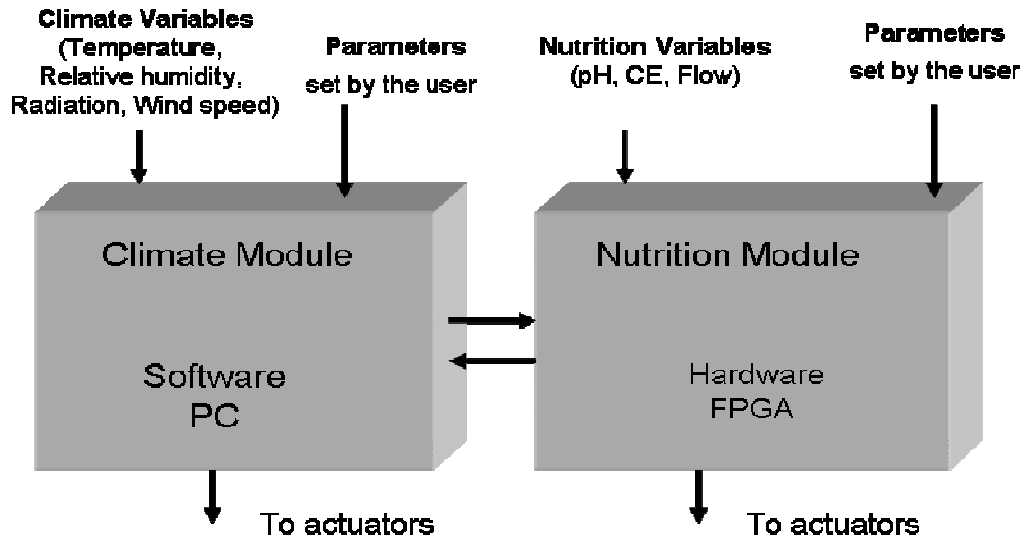 Climate Variables
(Temperature,
Relative humidity,
Radiation, Wind speed)
Parameters
set by the user
Nutrition Variables
(pH, CE, Flow)
Parameters
set by the user
Climate Module
Software
PC
Nutrition Module
Hardware
FPGA
To actuators
To actuators